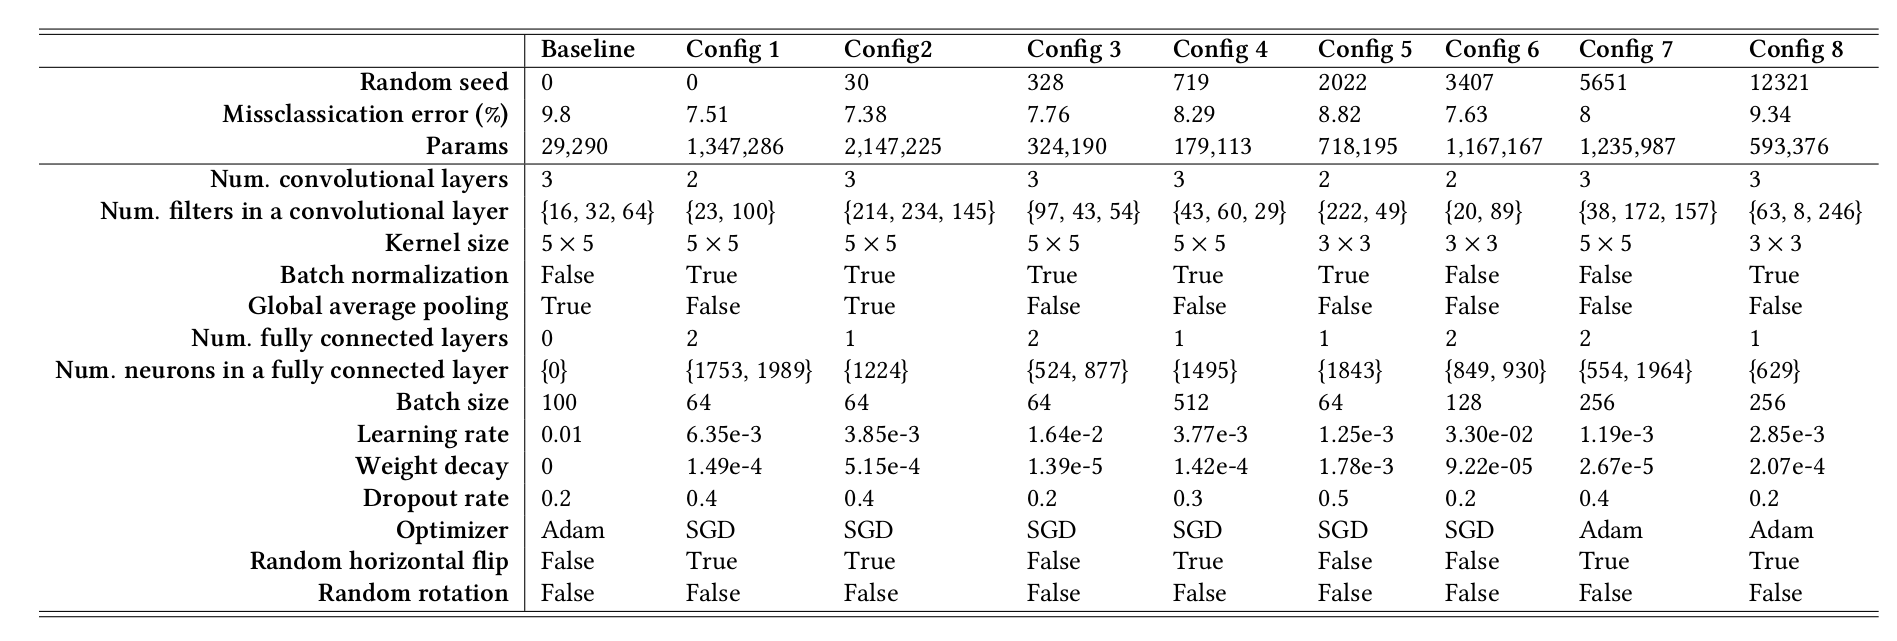 Baseline Config 1 Config2 Config 3 Config 4 Config 5 Config 6 Config 7 Config 8
Random seed 0 0 30 328 719 2022 3407 5651 12321
Missclassication error (%) 9.8 7.51 7.38 7.76 8.29 8.82 7.63 8 9.34
Params 29,290 1,347,286 2,147,225 324,190 179,113 718,195 1,167,167 1,235,987 593,376
Num. convolutional layers 3 2 3 3 3 2 2 3 3
Num. filters in a convolutional layer {16, 32, 64} {23, 100} {214, 234, 145} {97, 43, 54} {43, 60, 29} {222, 49} {20, 89} {38, 172, 157} {63, 8, 246}
Kernel size 5 × 5 5 × 5 5 × 5 5 × 5 5 × 5 3 × 3 3 × 3 5 × 5 3 × 3
Batch normalization False True True True True True False False True
Global average pooling True False True False False False False False False
Num. fully connected layers 0 2 1 2 1 1 2 2 1
Num. neurons in a fully connected layer {0} {1753, 1989} {1224} {524, 877} {1495} {1843} {849, 930} {554, 1964} {629}
Batch size 100 64 64 64 512 64 128 256 256
Learning rate 0.01 6.35e-3 3.85e-3 1.64e-2 3.77e-3 1.25e-3 3.30e-02 1.19e-3 2.85e-3
Weight decay 0 1.49e-4 5.15e-4 1.39e-5 1.42e-4 1.78e-3 9.22e-05 2.67e-5 2.07e-4
Dropout rate 0.2 0.4 0.4 0.2 0.3 0.5 0.2 0.4 0.2
Optimizer Adam SGD SGD SGD SGD SGD SGD Adam Adam
Random horizontal flip False True True False True False False True True
Random rotation False False False False False False False False False